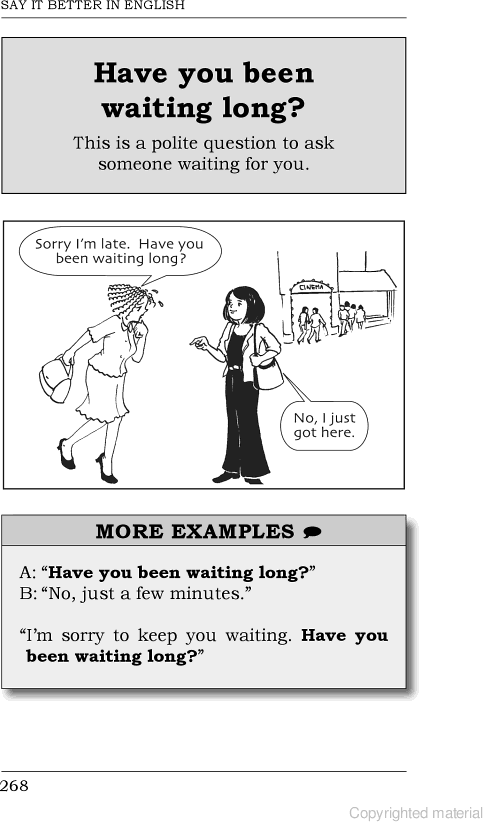 SAY IT BETTER IN ENGLISH
Have you been
waiting long?
This is a polite question to ask
someone waiting for you.
Sorry I'm late. Have you
been waiting long?
CINEMA
No, I just
got here.
MORE EXAMPLES
A: “Have you been waiting long?”
B: “No, just a few minutes.”
“I'm sorry to keep you waiting. Have you
been waiting long?”
268
Copyrighted material